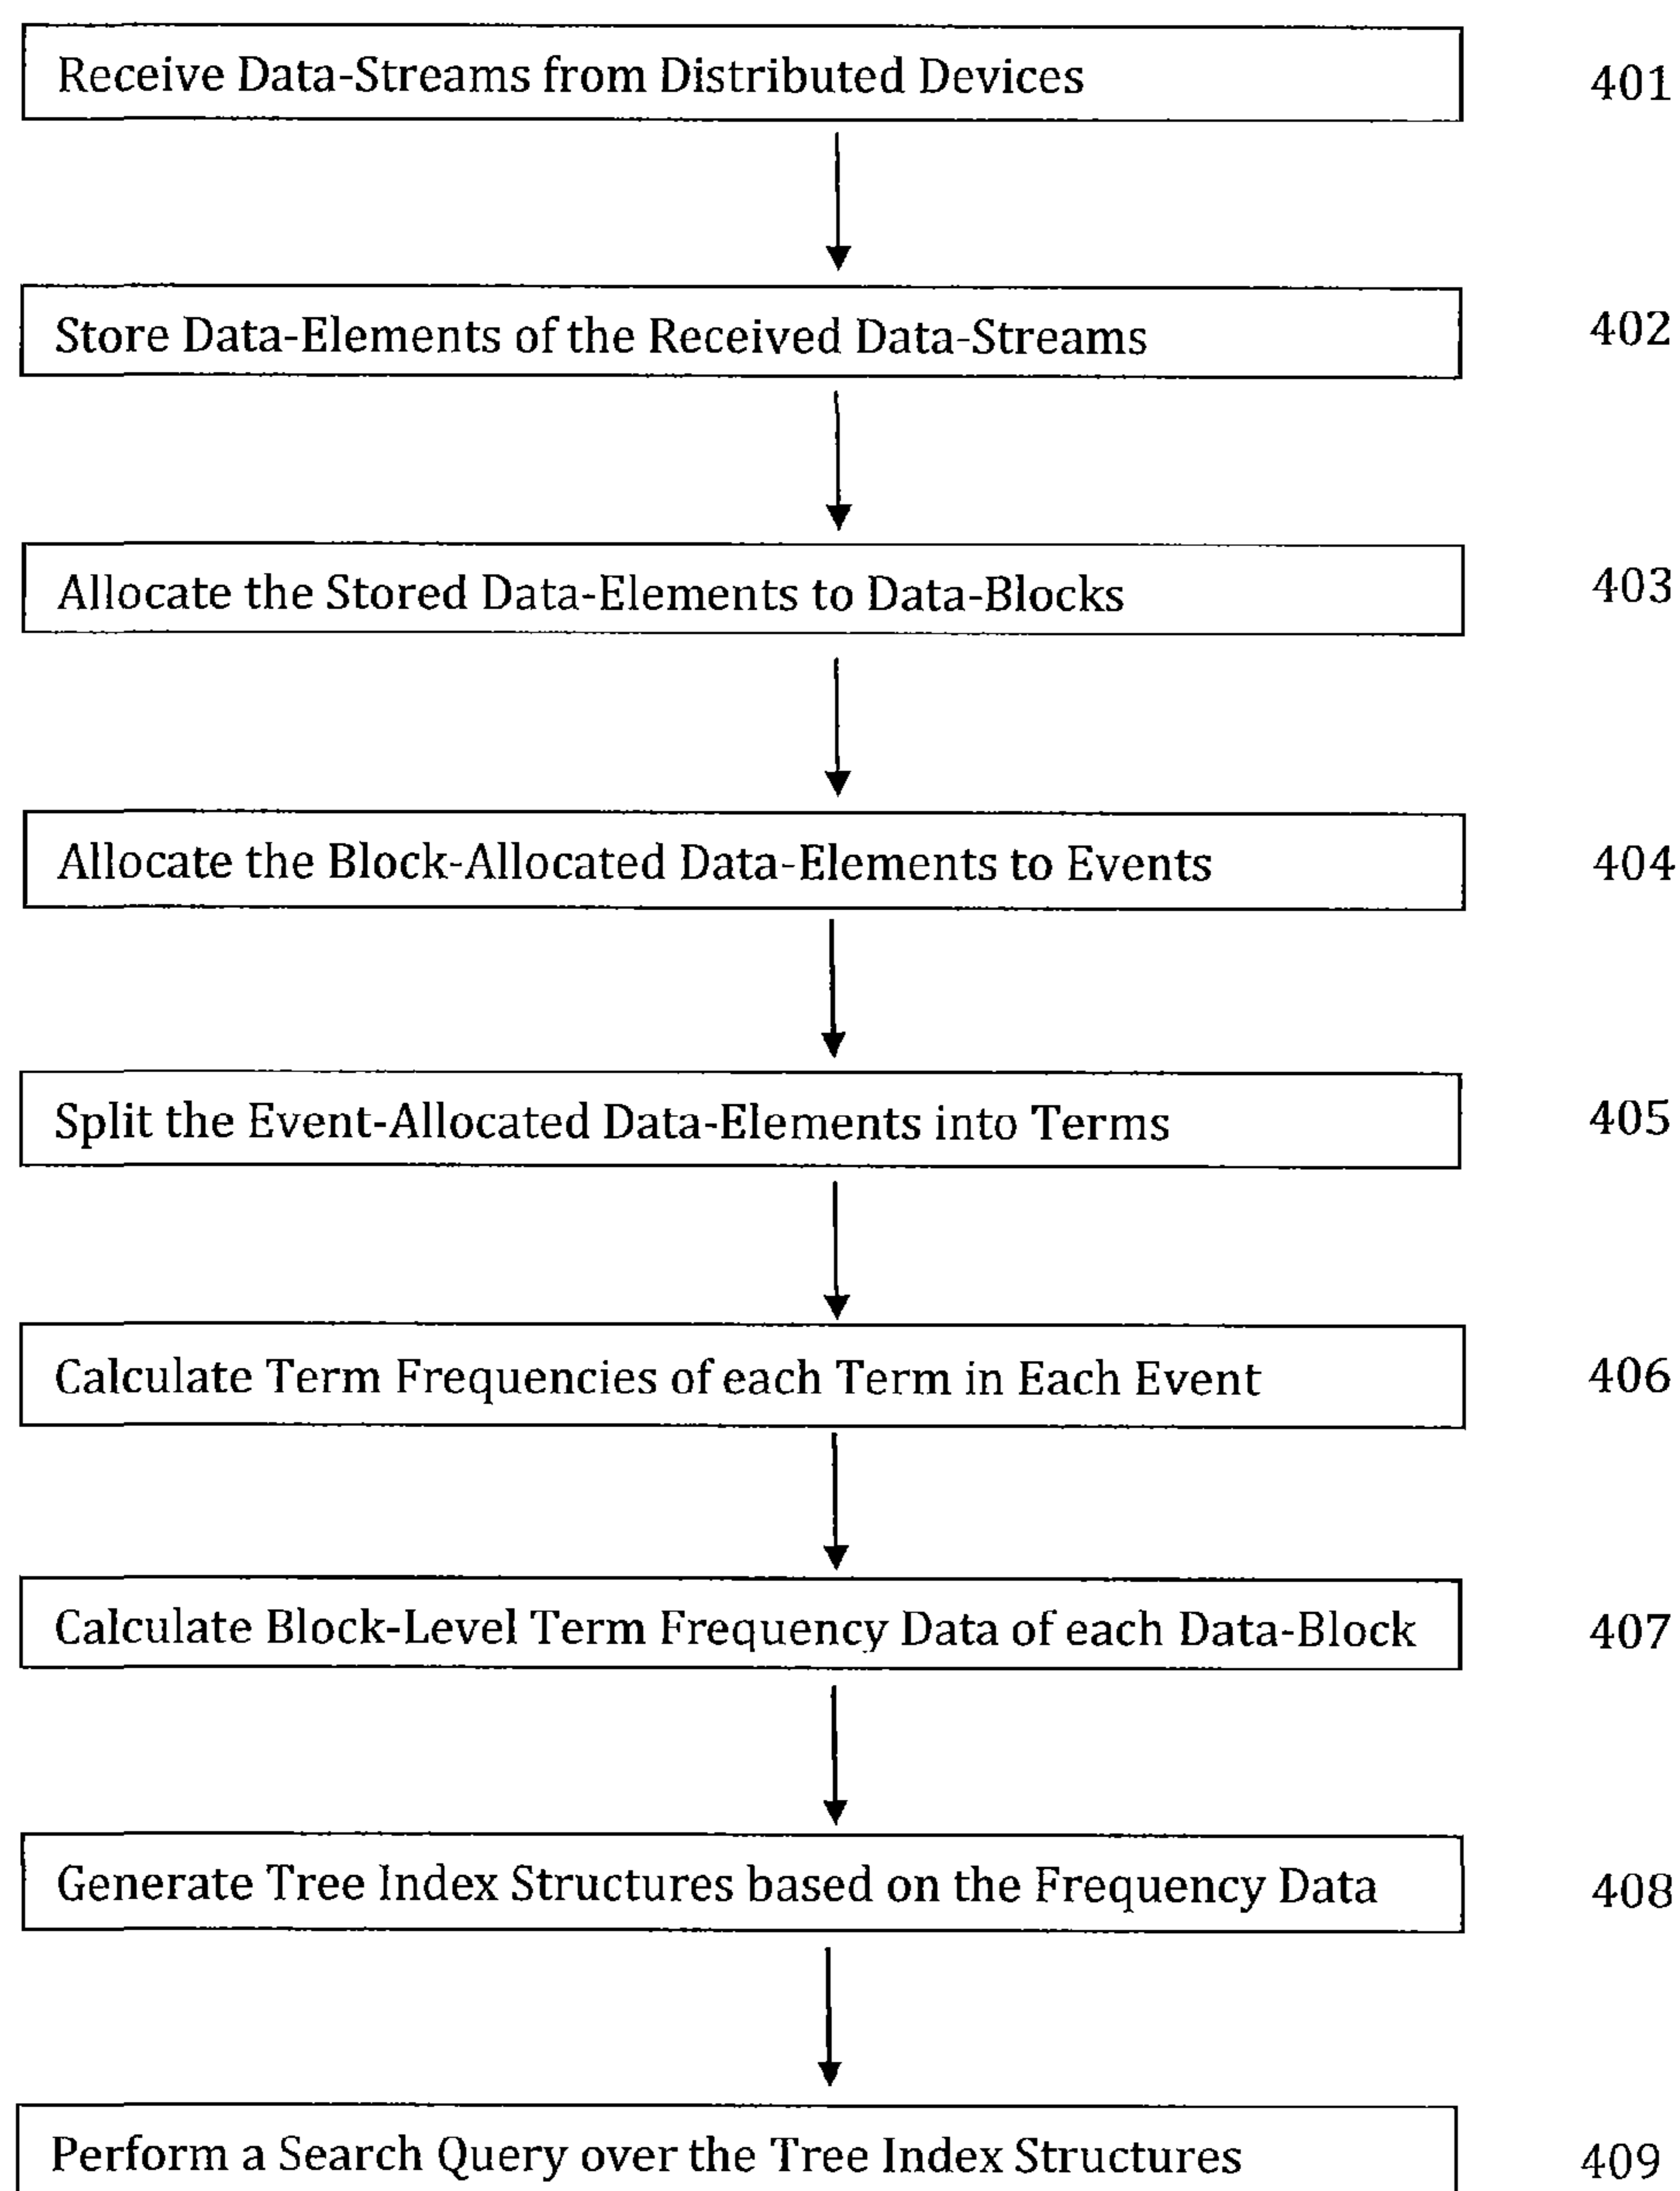 Receive Data-Streams from Distributed Devices 401
Store Data-Elements of the Received Data-Streams 402
Allocate the Stored Data-Elements to Data-Blocks 403
Allocate the Block-Allocated Data-Elements to Events 404
Split the Event-Allocated Data-Elements into Terms 405
Calculate Term Frequencies of each Term in Each Event 406
Calculate Block-Level Term Frequency Data of each Data-Block 407
Generate Tree Index Structures based on the Frequency Data 408
Perform a Search Query over the Tree Index Structures 409